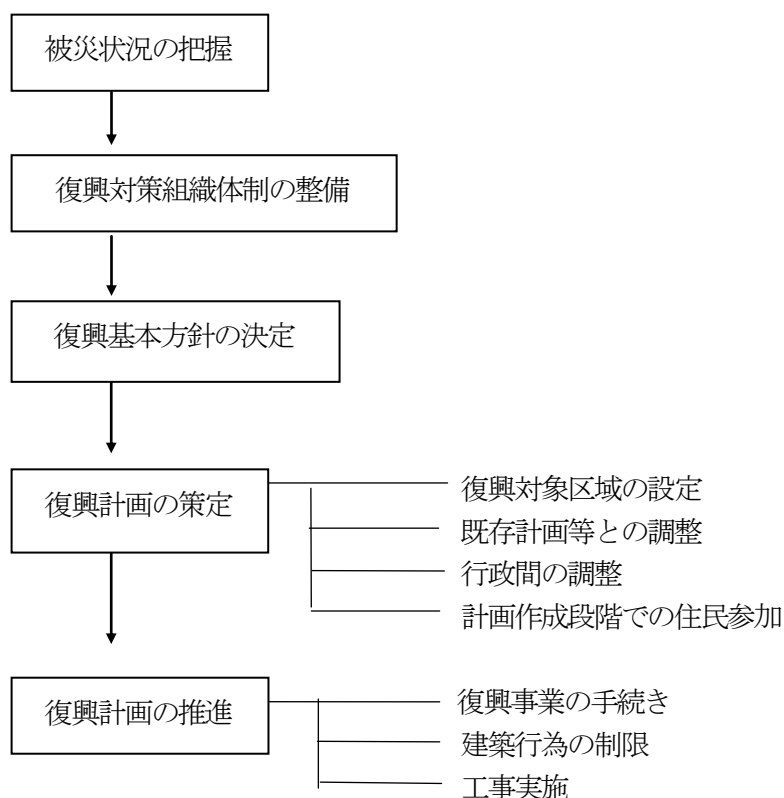 被災状況の把握
復興対策組織体制の整備
復興基本方針の決定
復興計画の策定
復興対象区域の設定
既存計画等との調整
行政間の調整
計画作成段階での住民参加
復興計画の推進
復興事業の手続き
建築行為の制限
工事実施